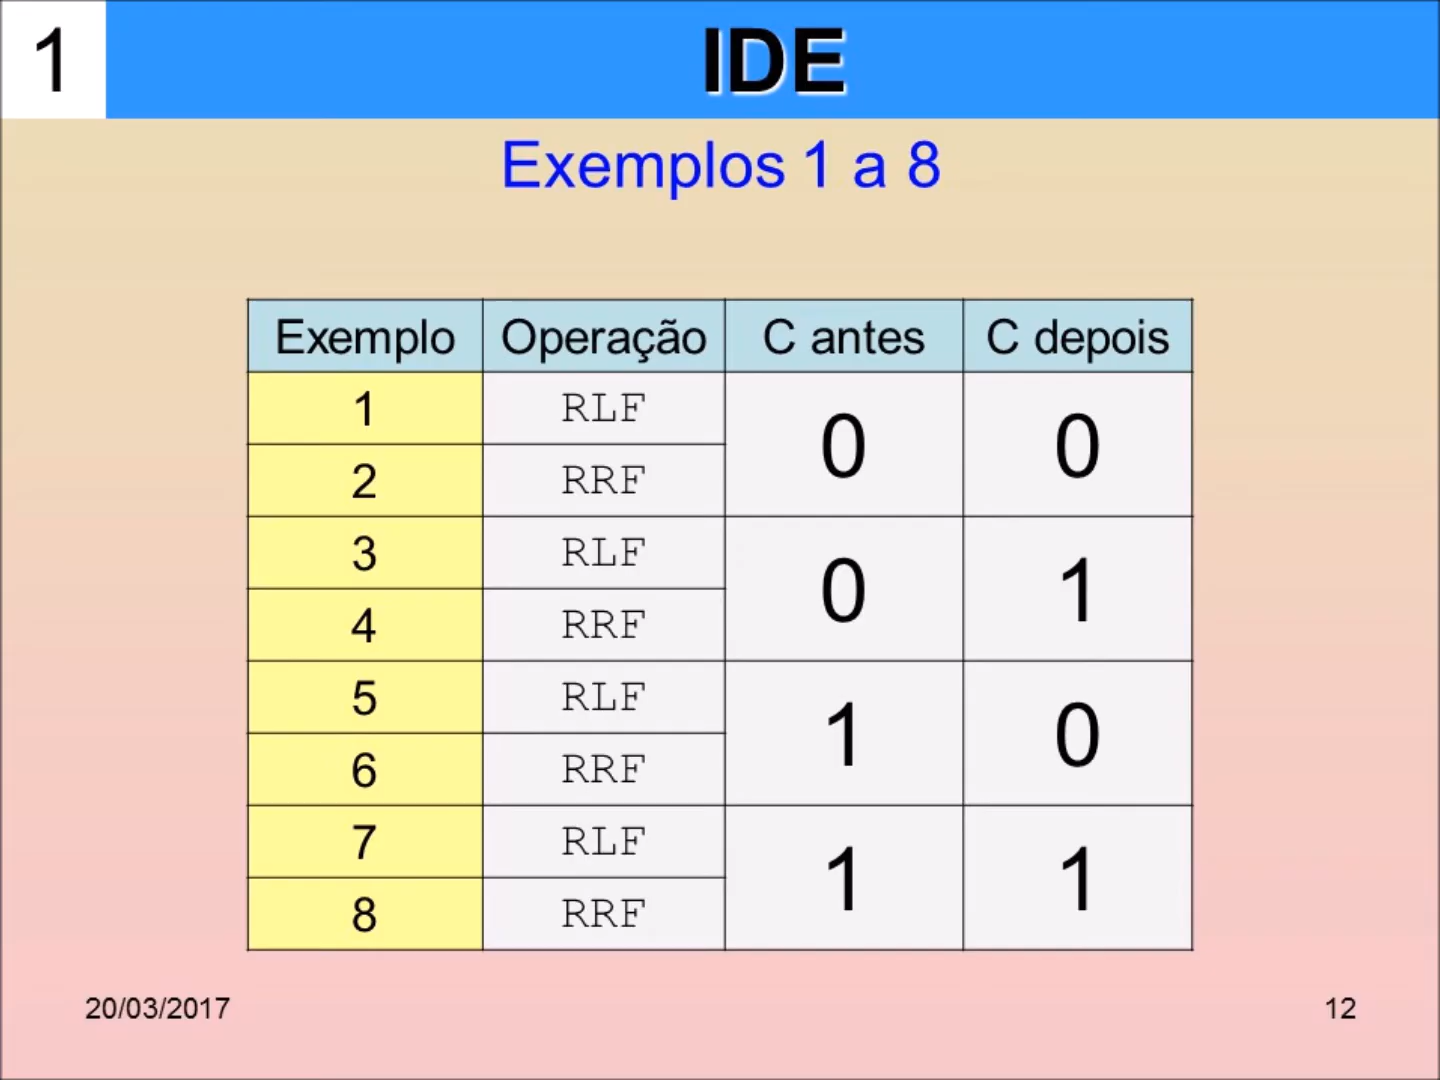 1
IDE
Exemplos 1 a 8
Exemplo Operação C antes C depois
1 RLF 0 0
2 RRF
3 RLF 0 1
4 RRF
5 RLF 1 0
6 RRF
7 RLF 1 1
8 RRF
20/03/2017 12